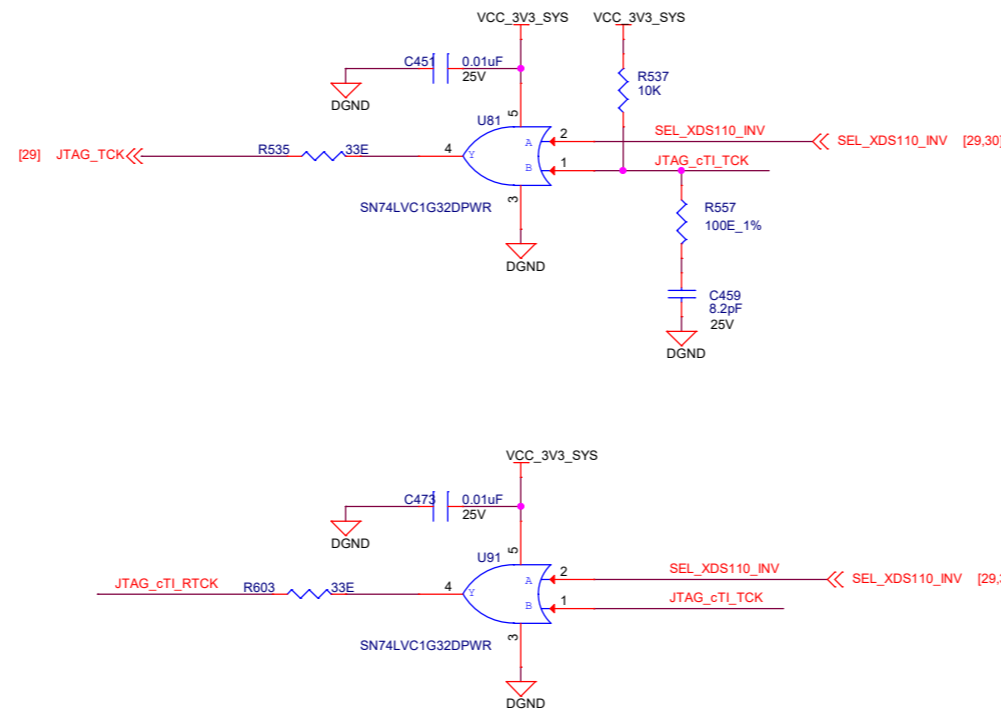 VCC_3V3_SYS
VCC_3V3_SYS
C451
0.01uF
25V
DGND
R537
10K
5
U81
A
2
SEL_XDS110_INV
SEL_XDS110_INV [29,30]
[29] JTAG_TCK
R535
33E
4
Y
B
1
JTAG_cTI_TCK
3
SN74LVC1G32DPWR
R557
100E_1%
DGND
C459
8.2pF
25V
DGND
VCC_3V3_SYS
C473
0.01uF
25V
DGND
5
U91
A
2
SEL_XDS110_INV
SEL_XDS110_INV [29,3
JTAG_cTI_RTCK
R603
33E
4
Y
B
1
JTAG_cTI_TCK
3
SN74LVC1G32DPWR
DGND